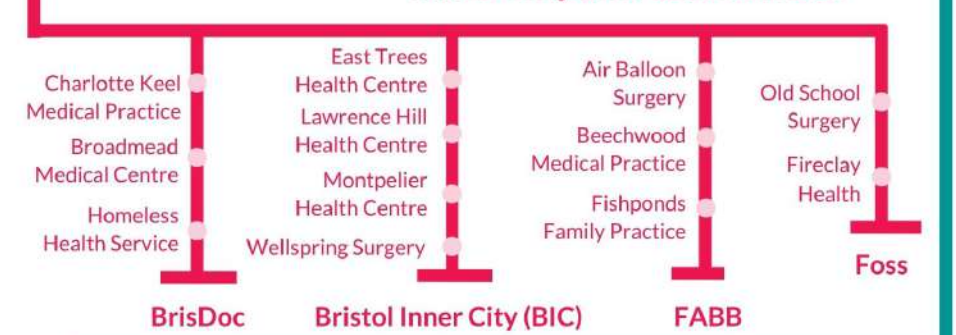 Charlotte Keel
Medical Practice
Broadmead
Medical Centre
Homeless
Health Service
BrisDoc
East Trees
Health Centre
Lawrence Hill
Health Centre
Montpelier
Health Centre
Wellspring Surgery
Bristol Inner City (BIC)
Air Balloon
Surgery
Beechwood
Medical Practice
Fishponds
Family Practice
FABB
Old School
Surgery
Fireclay
Health
Foss